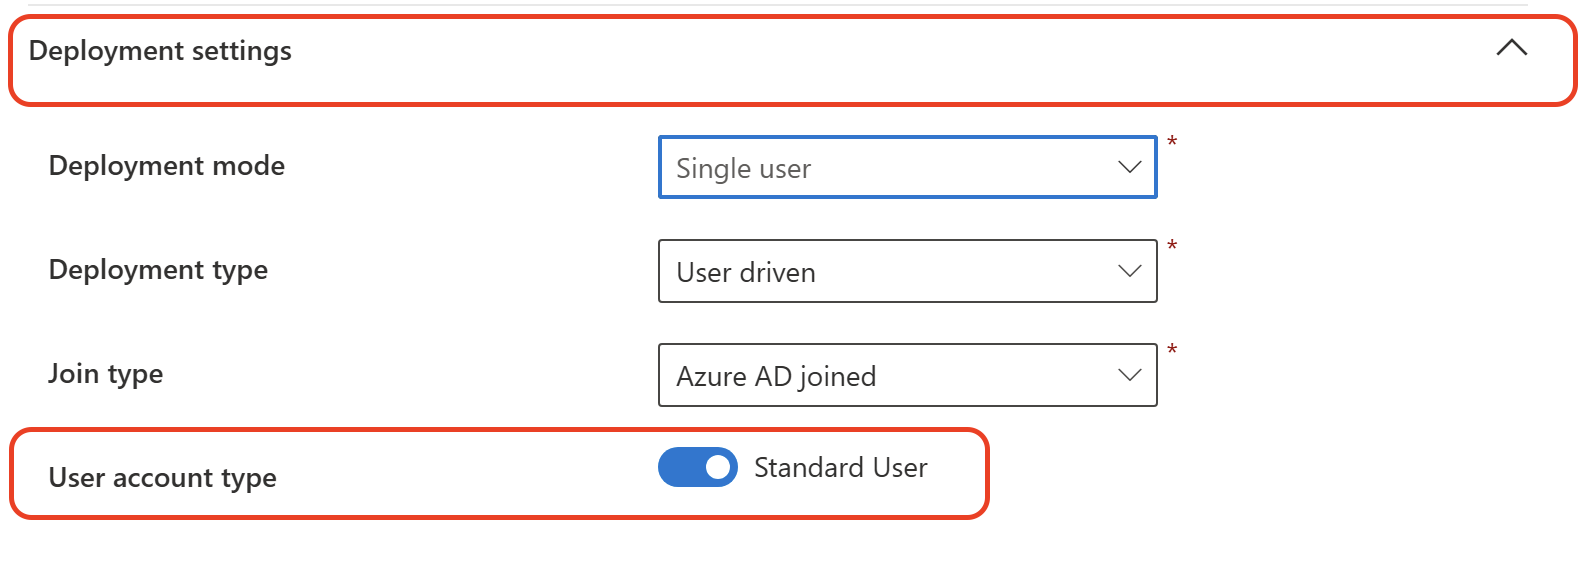 Deployment settings
Deployment mode
Single user
*
Deployment type
User driven
*
Join type
Azure AD joined
*
User account type
Standard User